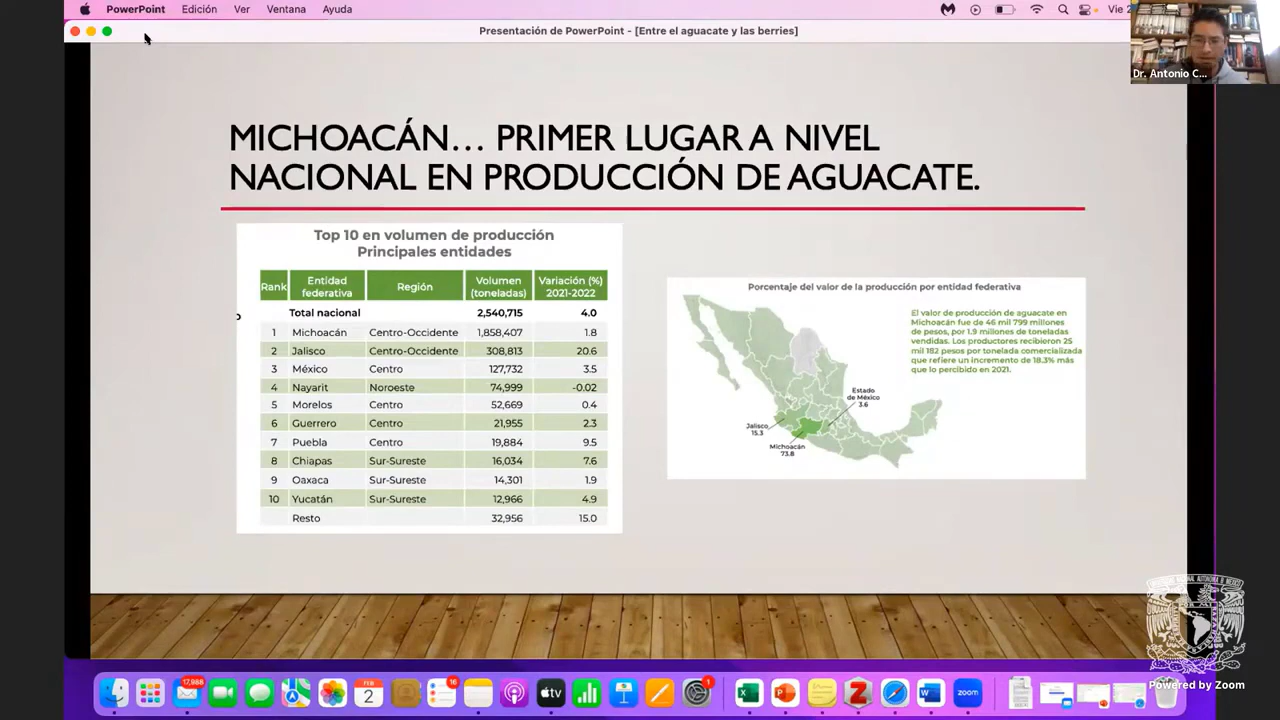 PowerPoint Edición Ver Ventana Ayuda Vie 2
Presentación de PowerPoint - [Entre el aguacate y las berries]
Dr. Antonio C...
MICHOACÁN... PRIMER LUGAR A NIVEL
NACIONAL EN PRODUCCIÓN DE AGUACATE.
Top 10 en volumen de producción
Principales entidades
Rank Entidad federativa Región Volumen (toneladas) Variación (%) 2021-2022
Total nacional 2,540,715 4.0
1 Michoacán Centro-Occidente 1,858,407 1.8
2 Jalisco Centro-Occidente 308,813 20.6
3 México Centro 127,732 3.5
4 Nayarit Noroeste 74,999 -0.02
5 Morelos Centro 52,669 0.4
6 Guerrero Centro 21,955 2.3
7 Puebla Centro 19,884 9.5
8 Chiapas Sur-Sureste 16,034 7.6
9 Oaxaca Sur-Sureste 14,301 1.9
10 Yucatán Sur-Sureste 12,966 4.9
Resto 32,956 15.0
Porcentaje del valor de la producción por entidad federativa
El valor de producción de aguacate en
Michoacán fue de 46 mil 799 millones
de pesos, por 1.9 millones de toneladas
vendidas. Los productores recibieron 25
mil 182 pesos por tonelada comercializada
que refiere un incremento de 18.3% más
que lo percibido en 2021.
Estado
de México
3.6
Jalisco
15.3
Michoacán
73.8
17,988
FEB
2
16
1
tv
zoom
Powered by Zoom